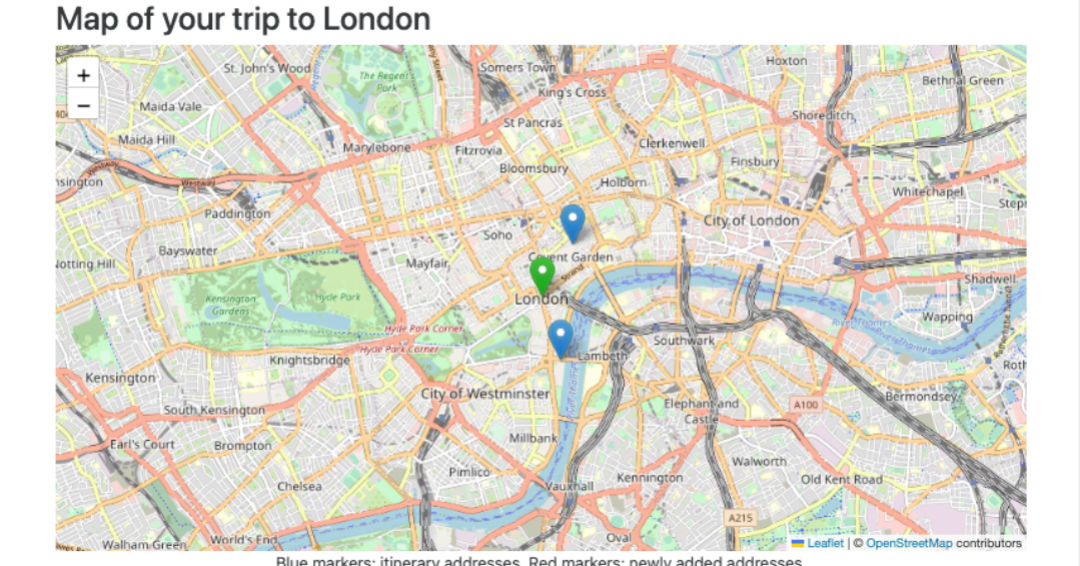 Map of your trip to London
+
−
St. John's Wood
The Regent's
Park
Somers Town
Hoxton
Bethnal Green
King's Cross
Maida Vale
St Pancras
Shoreditch
Maida Hill
Marylebone
Fitzrovia
Clerkenwell
Bloomsbury
Finsbury
Westway
Westway
nsington
Holborn
Whitechapel
Step
Paddington
City of London
Soho
Bayswater
Covent Garden
otting Hill
Mayfair
Strand
Shadwell
Kensington
Gardens
Hyde Park
London
Wapping
River Thames
Hyde Park Corner
Hyde Park Corner
Southwark
Knightsbridge
Lambeth
Roth
Kensington
City of Westminster
Bermondsey
Elephant and
Castle
A100
South Kensington
Earl's Court
Brompton
Millbank
Walworth
Pimlico
Kennington
Old Kent Road
Chelsea
Vauxhall
A215
World's End
Oval
Walham Green
Leaflet | © OpenStreetMap contributors
Blue markers: itinerary addresses, Red markers: newly added addresses